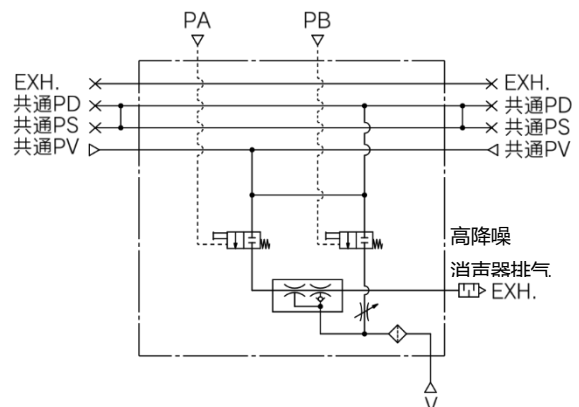 PA PB
EXH. EXH.
共通PD 共通PD
共通PS 共通PS
共通PV 共通PV
高降噪
消声器排气
EXH.
V